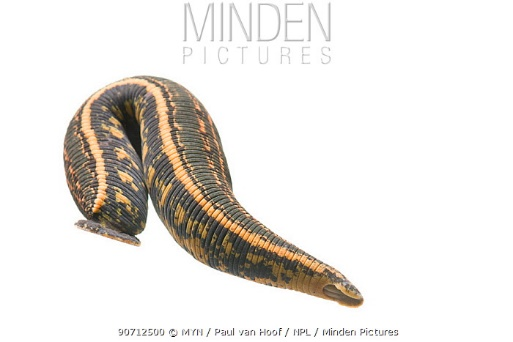 MINDEN
PICTURES
90712500 © MYN / Paul van Hoof / NPL / Minden Pictures